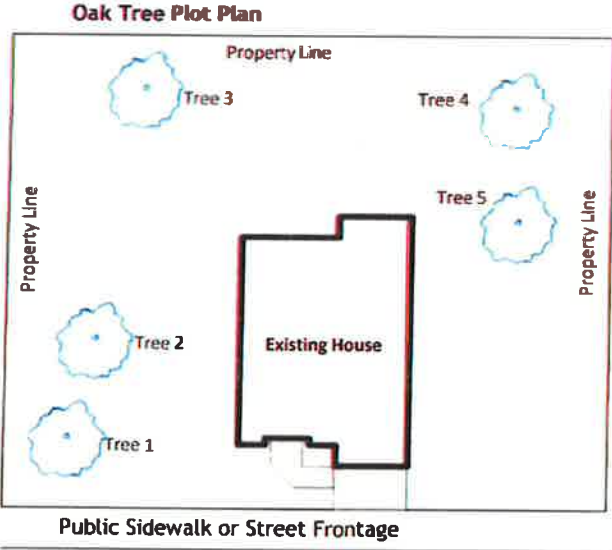 Oak Tree Plot Plan
Property Line
Tree 3
Tree 4
Tree 5
Property Line
Property Line
Existing House
Tree 2
Tree 1
Public Sidewalk or Street Frontage